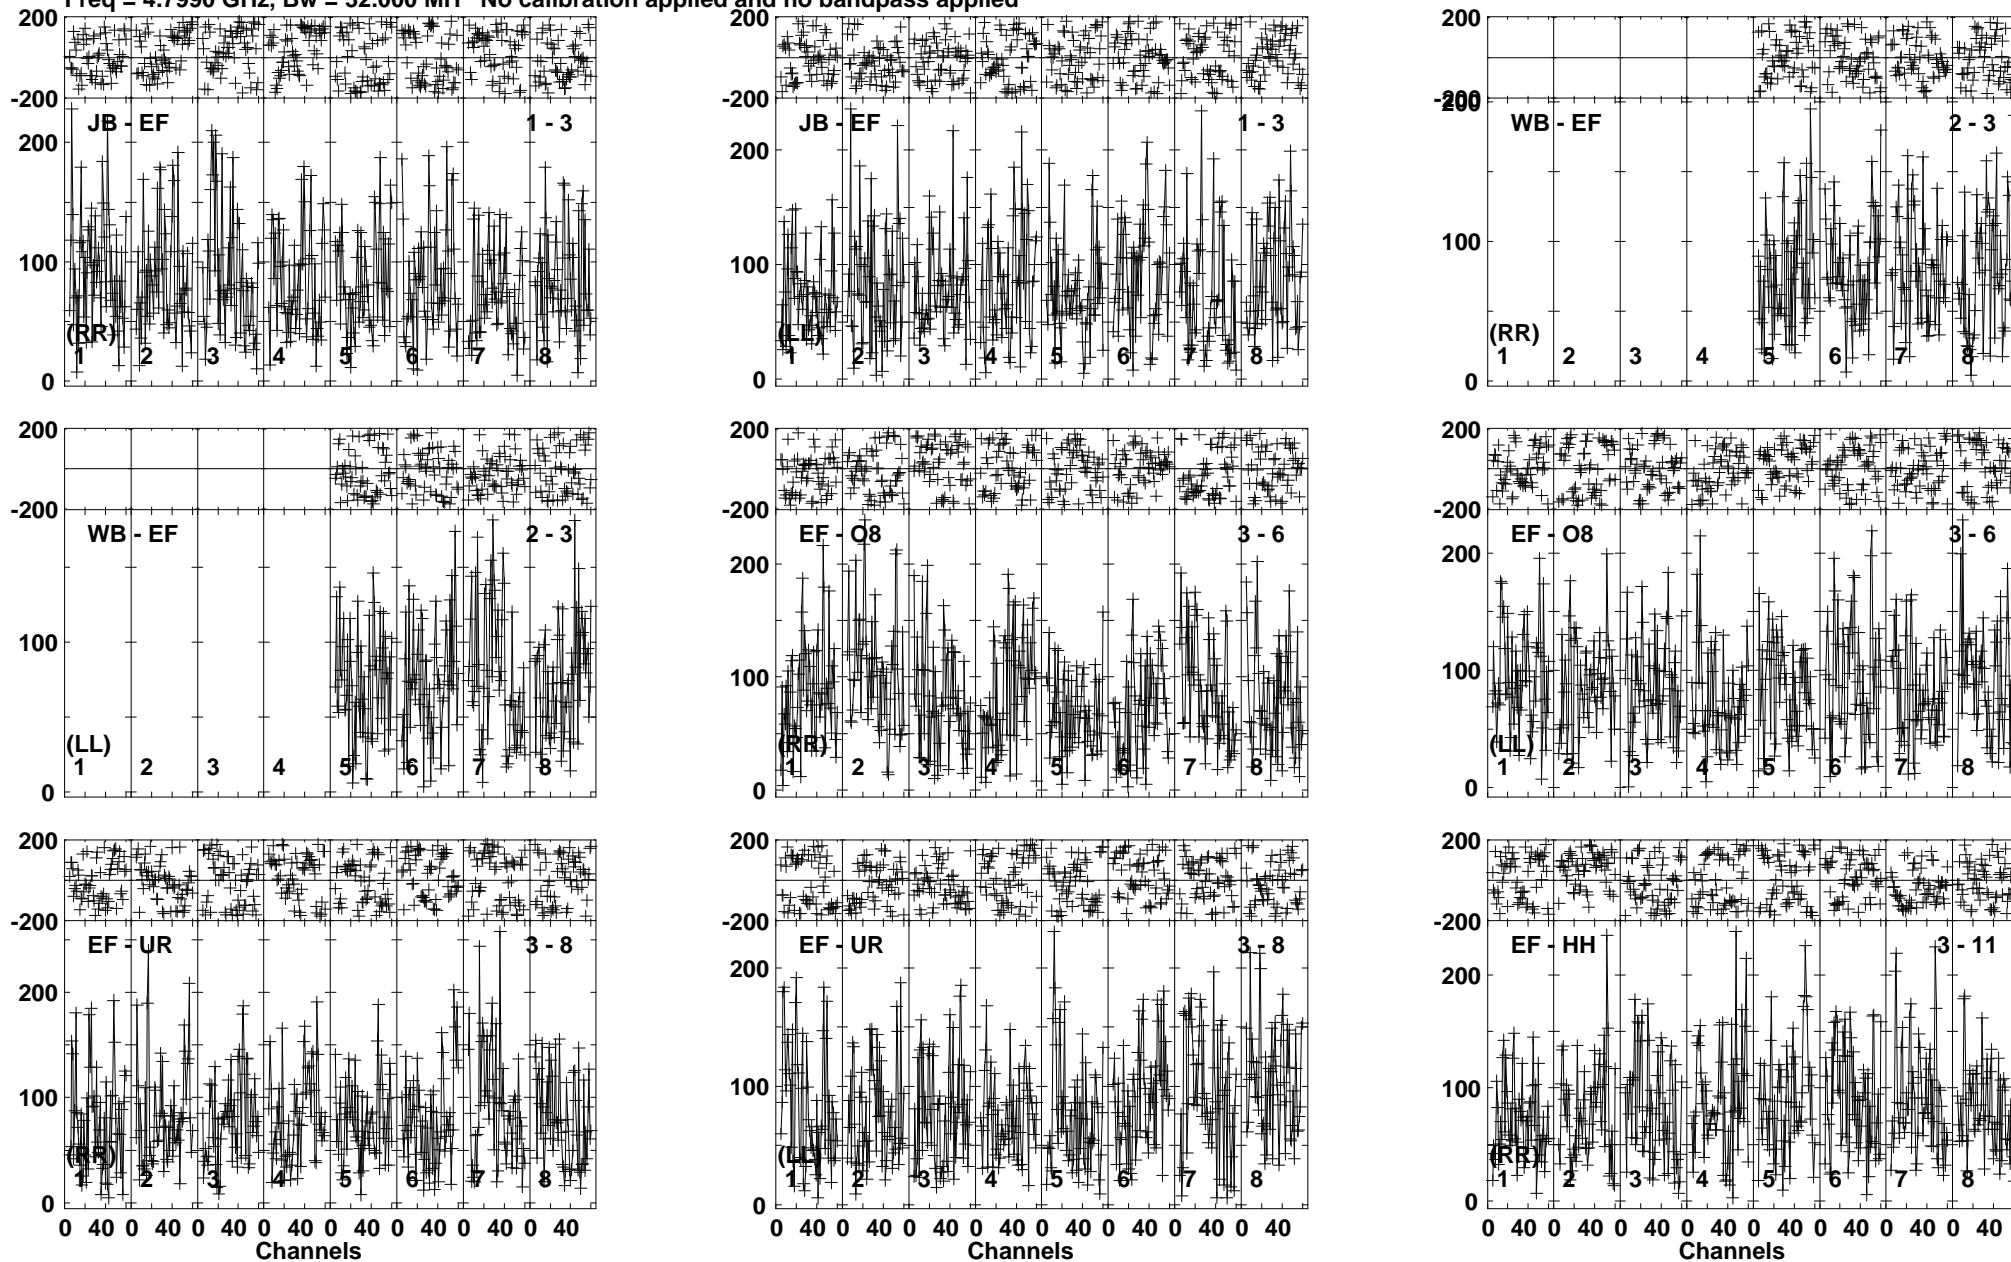 Freq = 4.7990 GHz, Bw = 32.000 MH No calibration applied and no bandpass applied
200 200 200
-200 -200 -200
JB - EF 1 - 3 JB - EF 1 - 3 WB - EF 2 - 3
200 200 200
100 100 100
(RR) (LL) (RR)
1 2 3 4 5 6 7 8 1 2 3 4 5 6 7 8 1 2 3 4 5 6 7 8
0 0 0
200 200 200
-200 -200 -200
WB - EF 2 - 3 EF - O8 3 - 6 EF - O8 3 - 6
200 200
100 100 100
(LL) (RR) (LL)
1 2 3 4 5 6 7 8 1 2 3 4 5 6 7 8 1 2 3 4 5 6 7 8
0 0 0
200 200 200
-200 -200 -200
EF - UR 3 - 8 EF - UR 3 - 8 EF - HH 3 - 11
200 200 200
100 100 100
(RR) (LL) (RR)
1 2 3 4 5 6 7 8 1 2 3 4 5 6 7 8 1 2 3 4 5 6 7 8
0 0 0
0 40 0 40 0 40 0 40 0 40 0 40 0 40 0 40 0 40 0 40 0 40 0 40 0 40 0 40 0 40 0 40 0 40 0 40 0 40 0 40 0 40 0 40 0 40 0 40
Channels Channels Channels